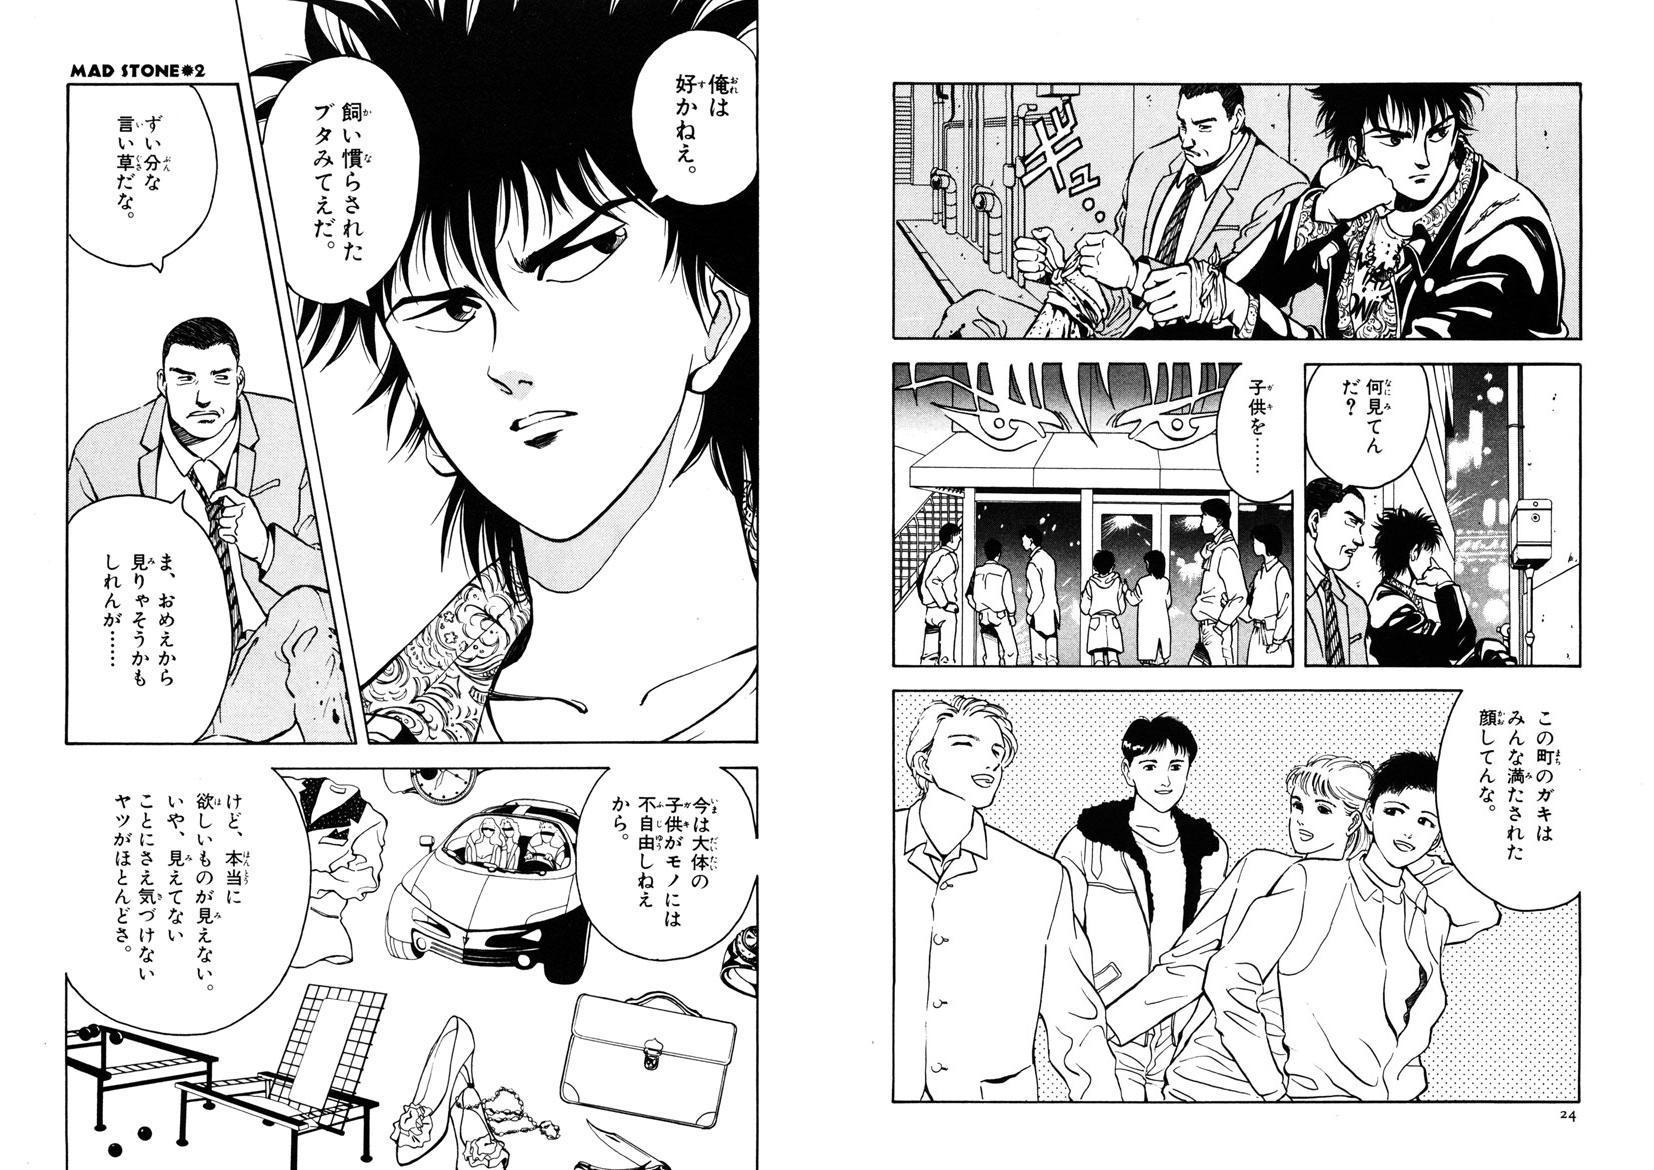 ギュッ
何見てん
だ?
子供を……
この町のガキは
みんな満たされた
顔してんな。
24
俺は
好かねえ。
飼い慣らされた
ブタみてえだ。
MAD STONE#2
ずい分な
言い草だな。
ま、おめえから
見りゃそうかも
しれんが……
今は大体の
子供がモノには
不自由しねえ
から。
けど、本当に
欲しいものが見えない。
いや、見えてない
ことにさえ気づけない
ヤツがほとんどさ。